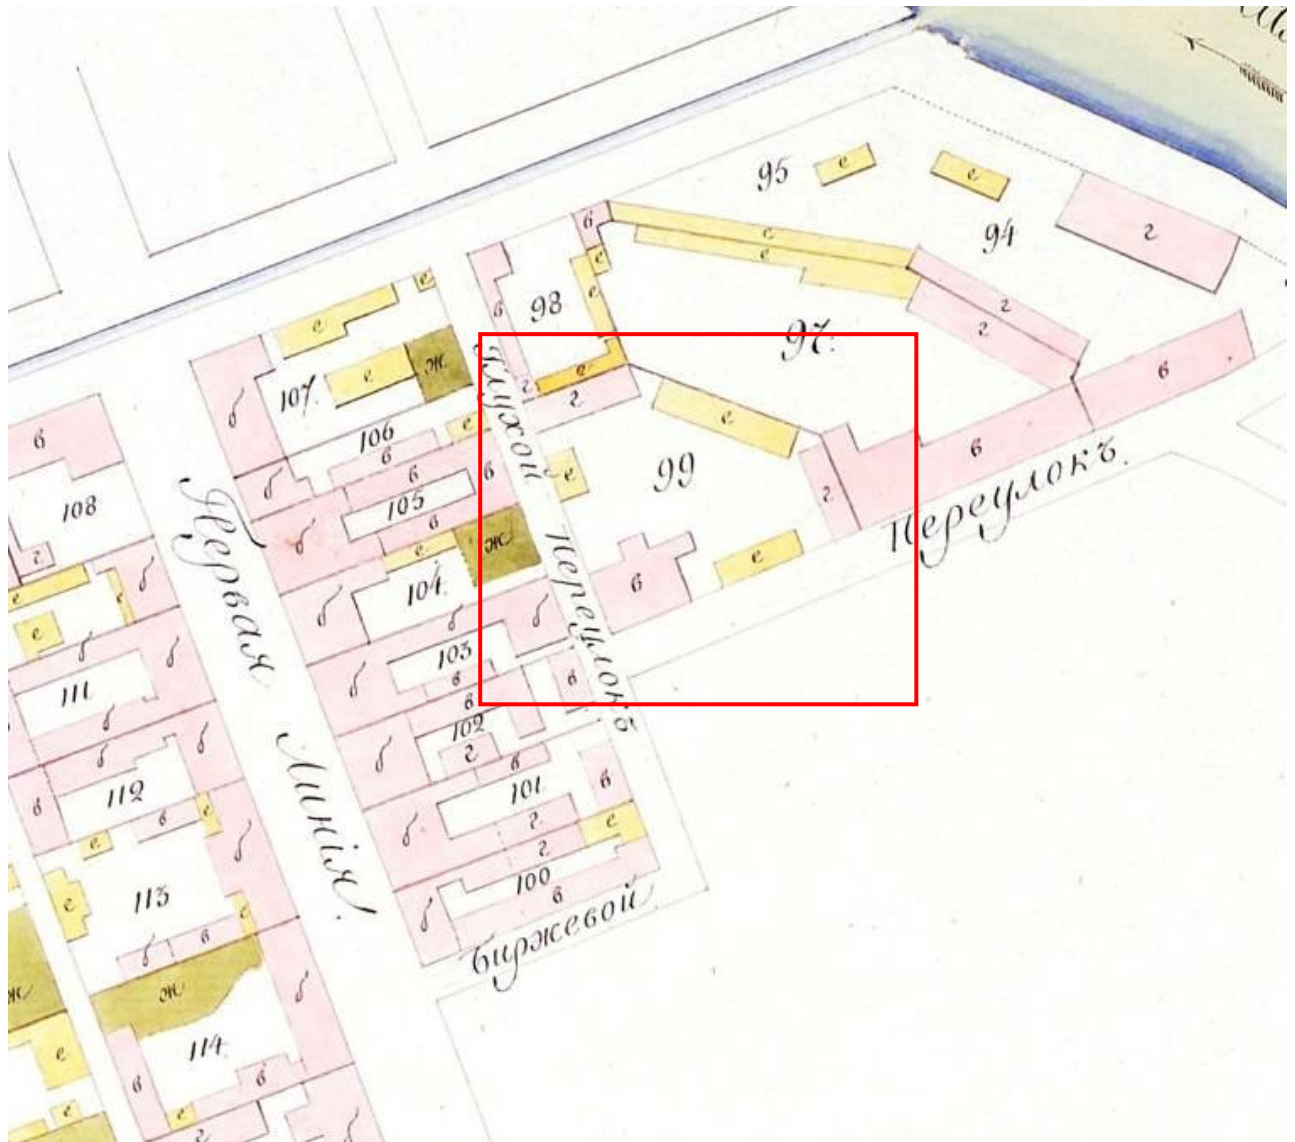 95
е
е
94
г
е
е
в
98
е
е
в
97.
г
г
в
е
е
107.
е
ж
б
106
в
е
в
в
б
105
в
б
е
ж
104.
б
б
103
в
в
102
г
в
101
г
г
100
в
б
б
б
б
в
в
е
г
е
г
Глухой
Переулокъ
99
е
е
г
е
в
в
Переулокъ.
Биржевой
Первая
Линія.
в
108
г
е
е
е
б
111
б
б
б
112
б
б
в
в
е
е
113
е
б
в
е
б
ж
ж
114.
б
в
в
е
е
е
г
б